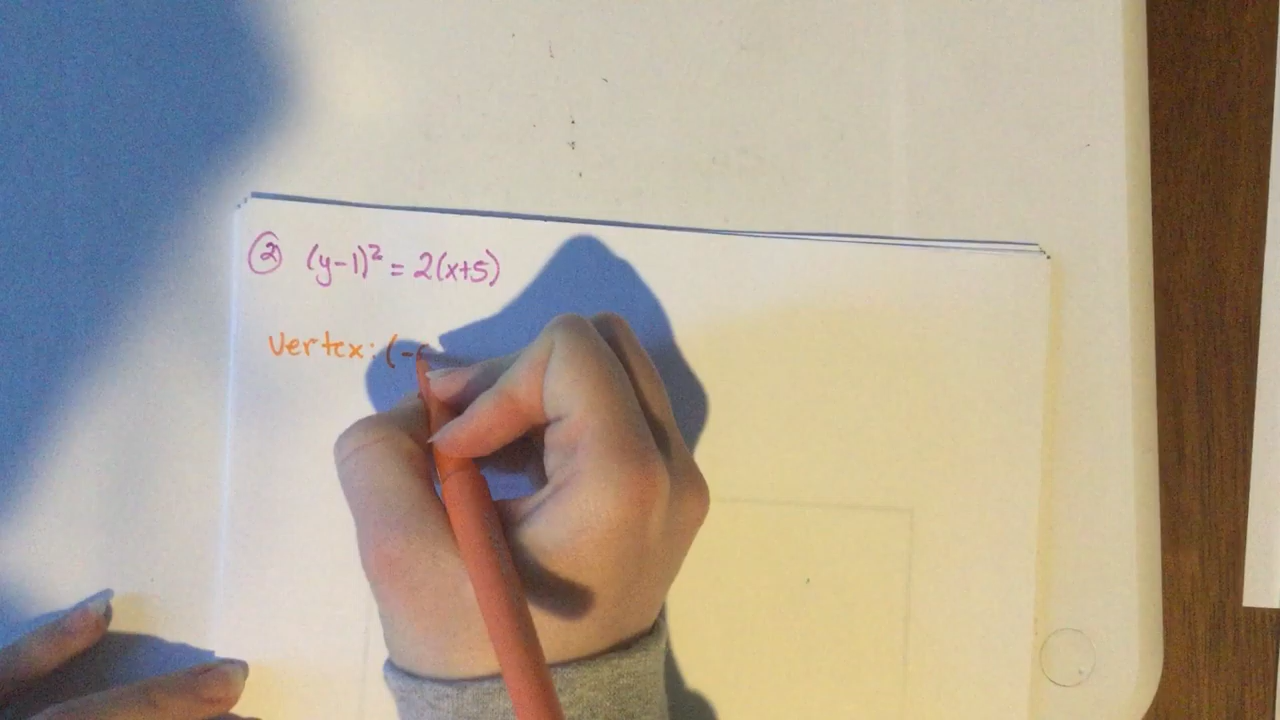 ② (y-1)² = 2(x+5)
vertex: (-